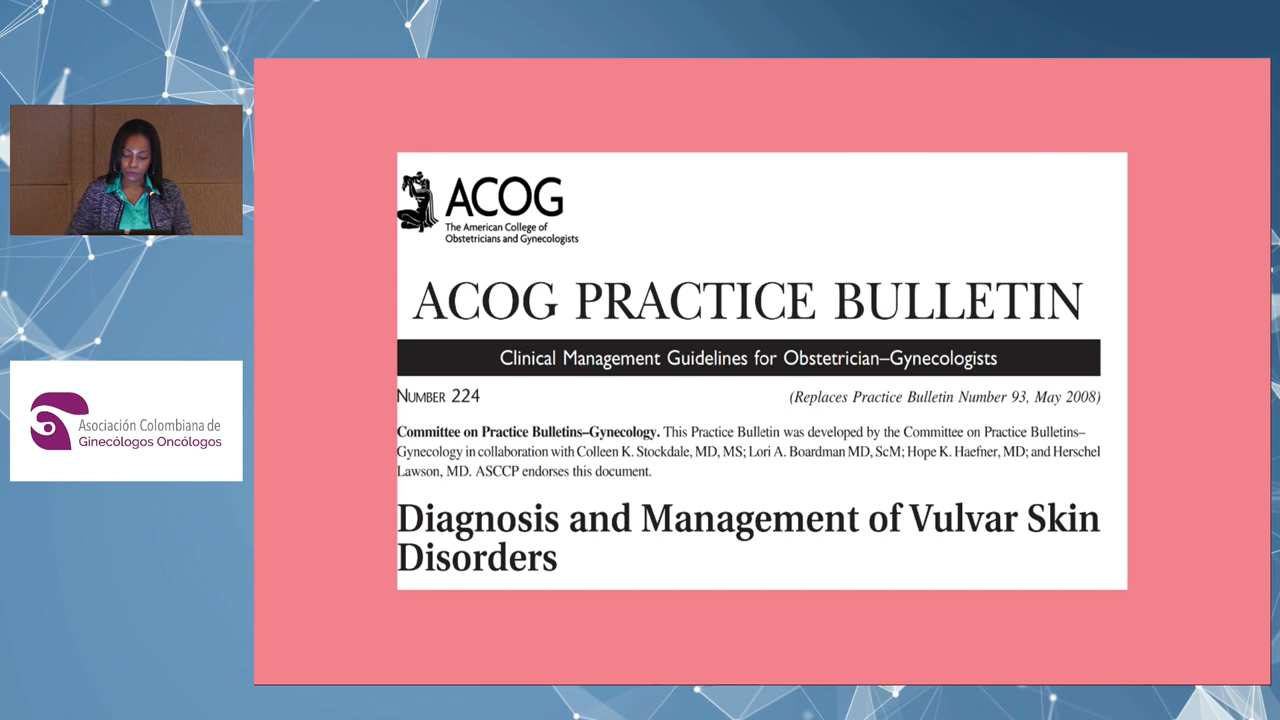 Asociación Colombiana de
Ginecólogos Oncólogos
ACOG
The American College of
Obstetricians and Gynecologists
ACOG PRACTICE BULLETIN
Clinical Management Guidelines for Obstetrician–Gynecologists
NUMBER 224
(Replaces Practice Bulletin Number 93, May 2008)
Committee on Practice Bulletins–Gynecology. This Practice Bulletin was developed by the Committee on Practice Bulletins–
Gynecology in collaboration with Colleen K. Stockdale, MD, MS; Lori A. Boardman MD, ScM; Hope K. Haefner, MD; and Herschel
Lawson, MD. ASCCP endorses this document.
Diagnosis and Management of Vulvar Skin
Disorders